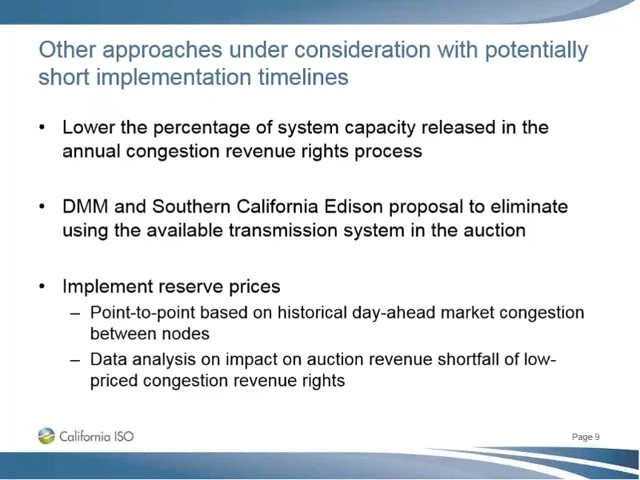 Other approaches under consideration with potentially
short implementation timelines
• Lower the percentage of system capacity released in the
annual congestion revenue rights process
• DMM and Southern California Edison proposal to eliminate
using the available transmission system in the auction
• Implement reserve prices
– Point-to-point based on historical day-ahead market congestion
between nodes
– Data analysis on impact on auction revenue shortfall of low-
priced congestion revenue rights
California ISO
Page 9